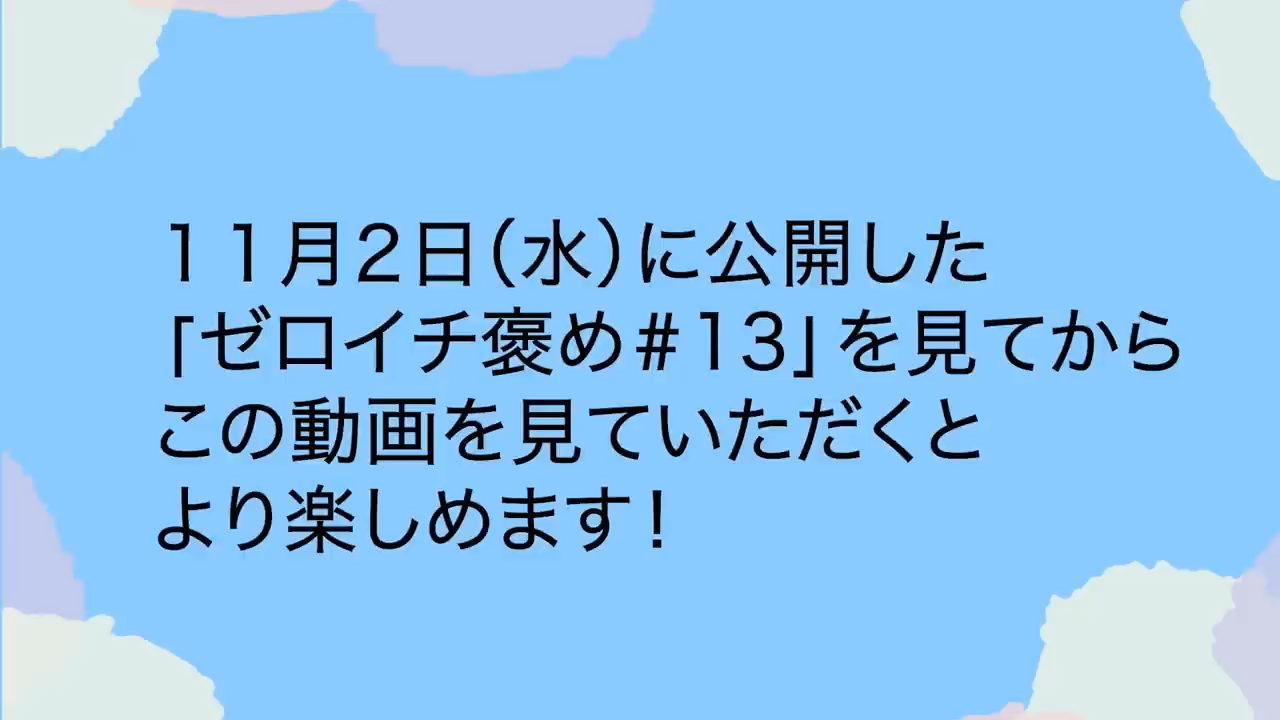 11月2日(水)に公開した
「ゼロイチ褒め#13」を見てから
この動画を見ていただくと
より楽しめます!